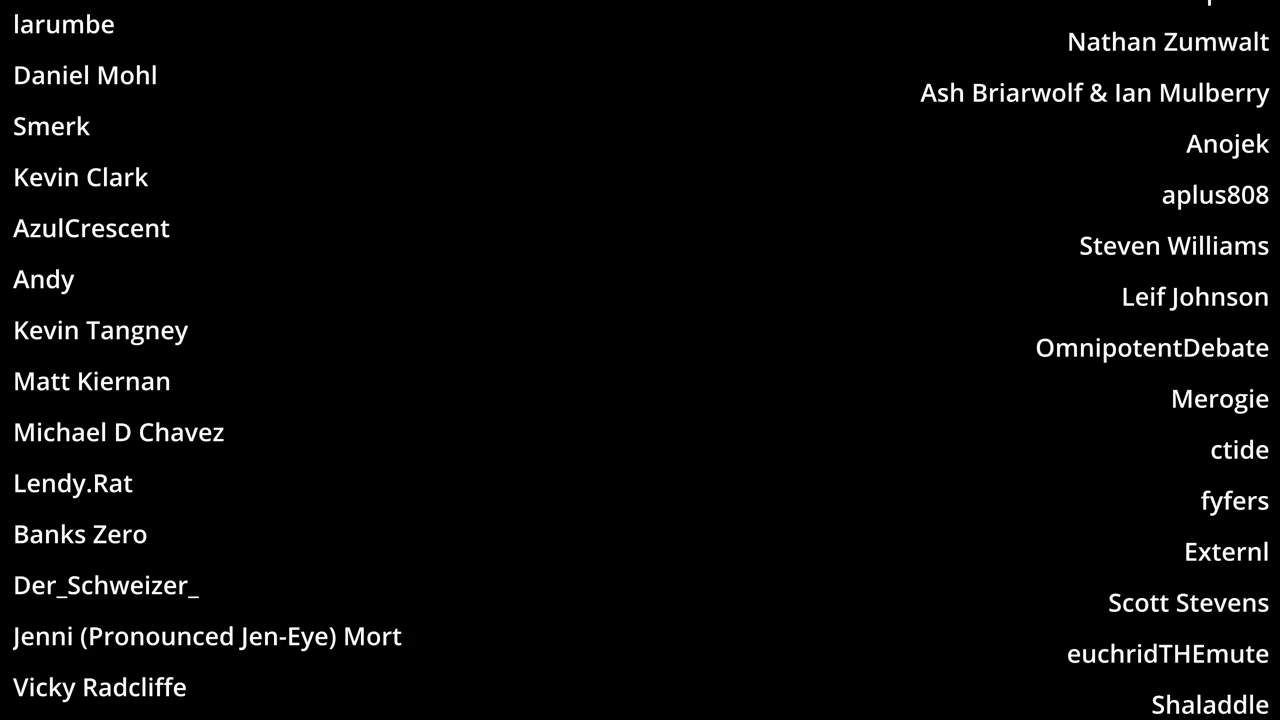 larumbe
Daniel Mohl
Smerk
Kevin Clark
AzulCrescent
Andy
Kevin Tangney
Matt Kiernan
Michael D Chavez
Lendy.Rat
Banks Zero
Der_Schweizer_
Jenni (Pronounced Jen-Eye) Mort
Vicky Radcliffe
Nathan Zumwalt
Ash Briarwolf & Ian Mulberry
Anojek
aplus808
Steven Williams
Leif Johnson
OmnipotentDebate
Merogie
ctide
fyfers
Externl
Scott Stevens
euchridTHEmute
Shaladdle